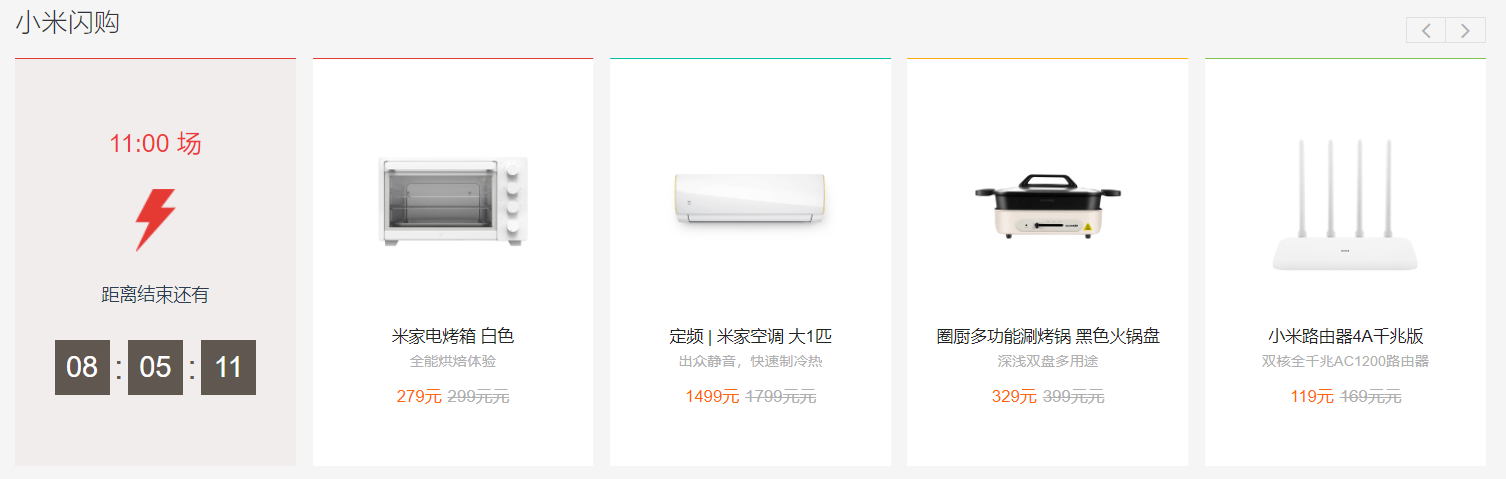 小米闪购
11:00 场
距离结束还有
08 : 05 : 11
米家电烤箱 白色
全能烘焙体验
279元 299元元
定频 | 米家空调 大1匹
出众静音，快速制冷热
1499元 1799元元
圈厨多功能涮烤锅 黑色火锅盘
深浅双盘多用途
329元 399元元
小米路由器4A千兆版
双核全千兆AC1200路由器
119元 169元元